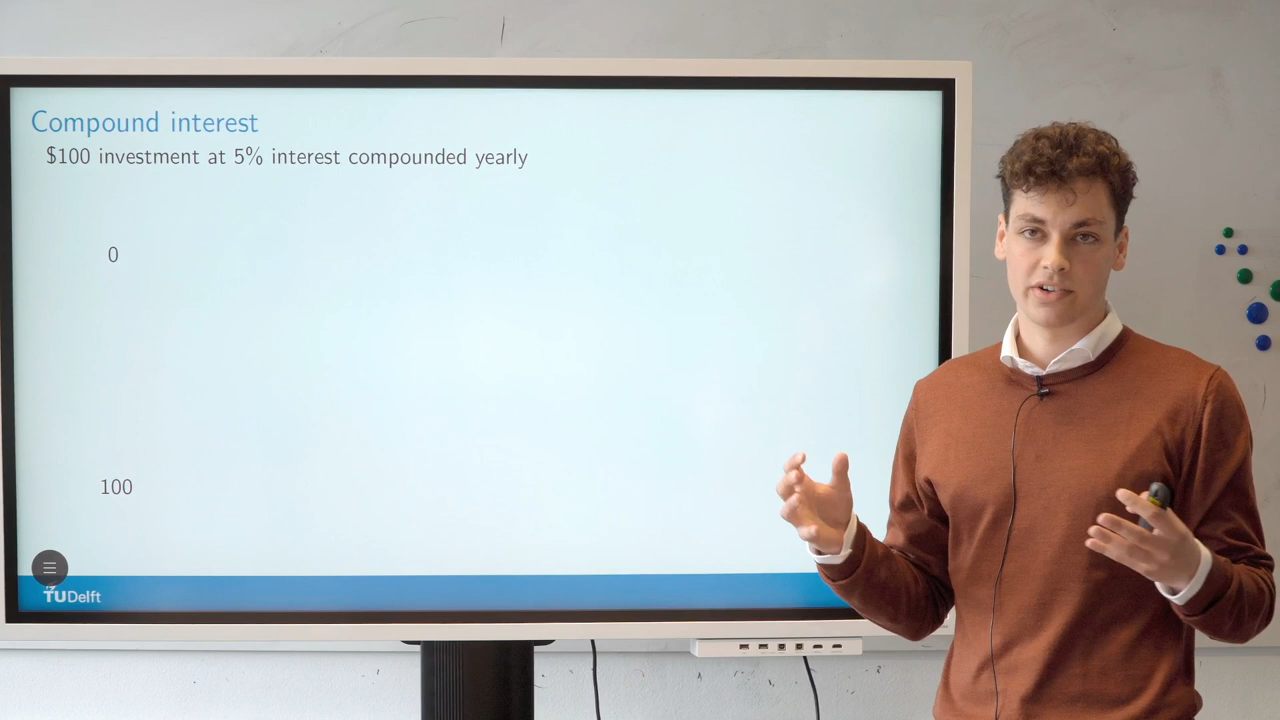 Compound interest
$100 investment at 5% interest compounded yearly
0
100
TUDelft